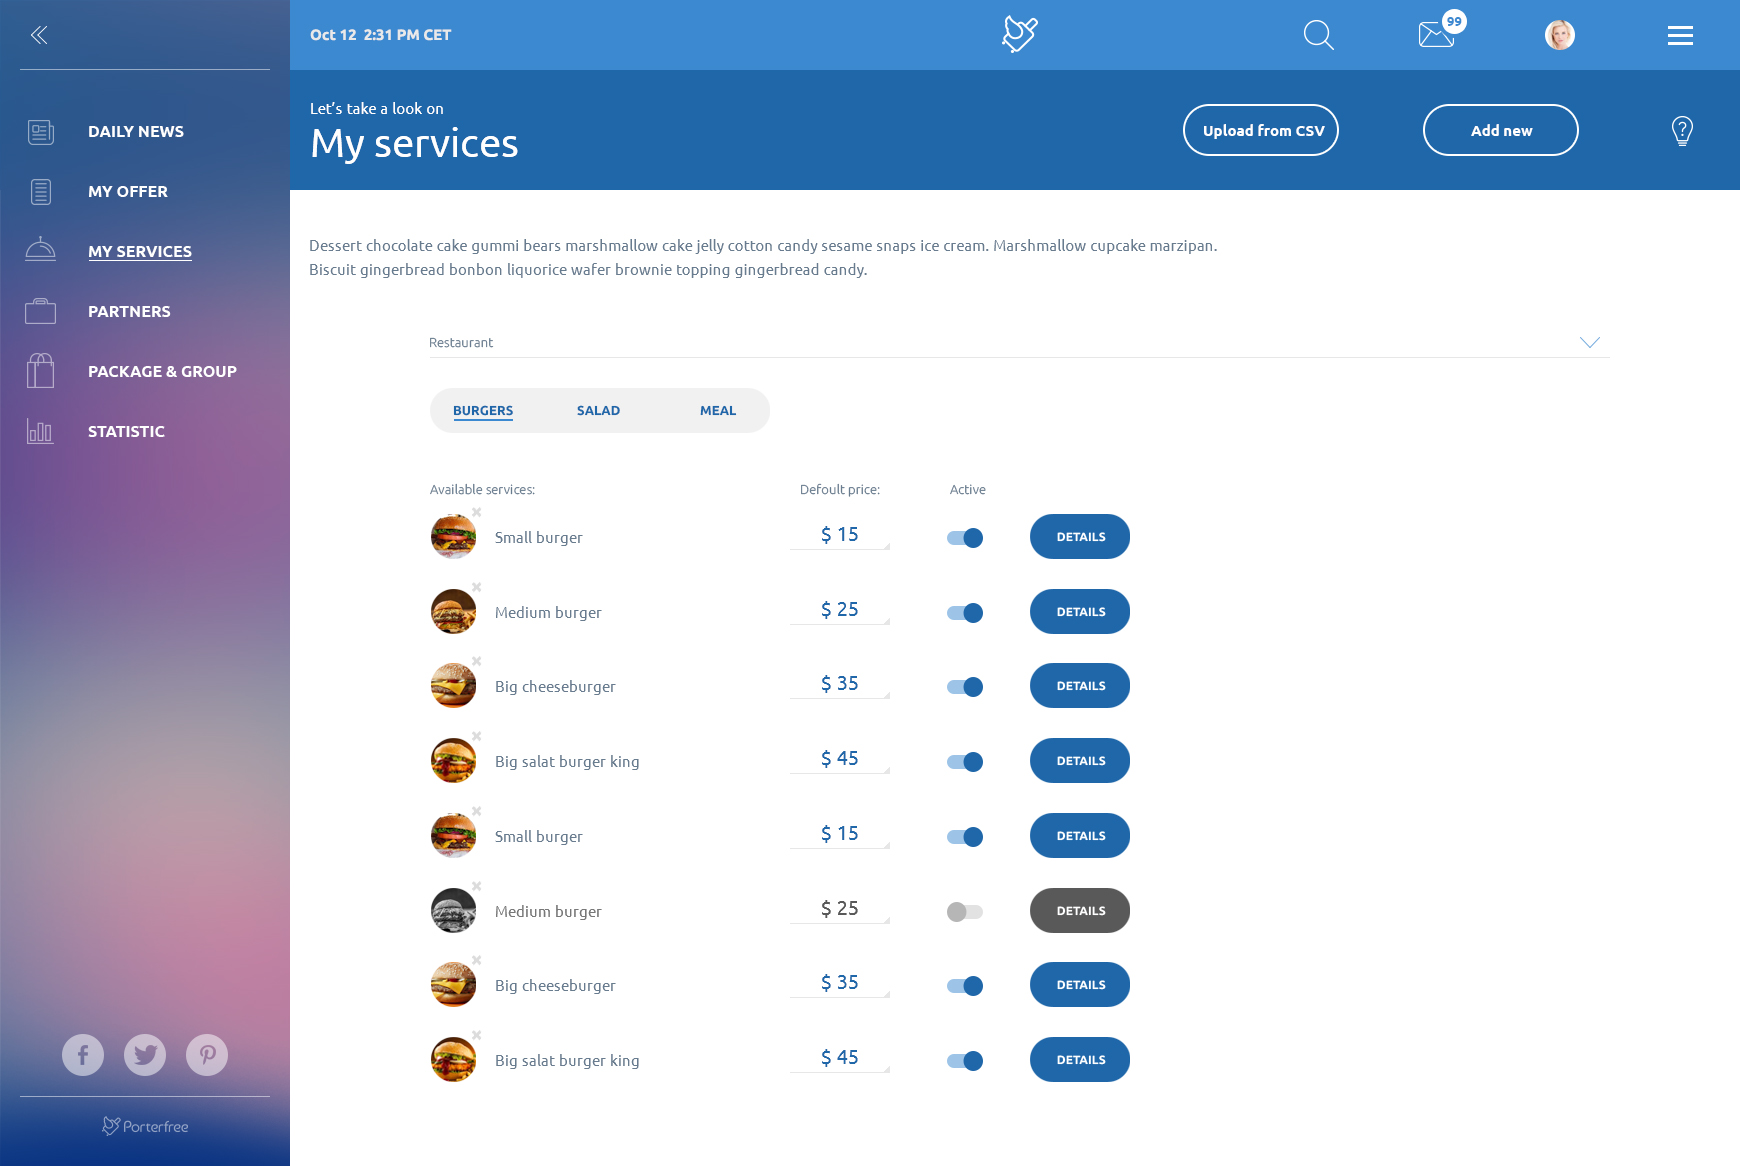 Oct 12 2:31 PM CET
99
DAILY NEWS
MY OFFER
MY SERVICES
PARTNERS
PACKAGE & GROUP
STATISTIC
Porterfree
Let's take a look on
My services
Upload from CSV
Add new
Dessert chocolate cake gummi bears marshmallow cake jelly cotton candy sesame snaps ice cream. Marshmallow cupcake marzipan.
Biscuit gingerbread bonbon liquorice wafer brownie topping gingerbread candy.
Restaurant
BURGERS SALAD MEAL
Available services: Defoult price: Active
Small burger $ 15 DETAILS
Medium burger $ 25 DETAILS
Big cheeseburger $ 35 DETAILS
Big salat burger king $ 45 DETAILS
Small burger $ 15 DETAILS
Medium burger $ 25 DETAILS
Big cheeseburger $ 35 DETAILS
Big salat burger king $ 45 DETAILS